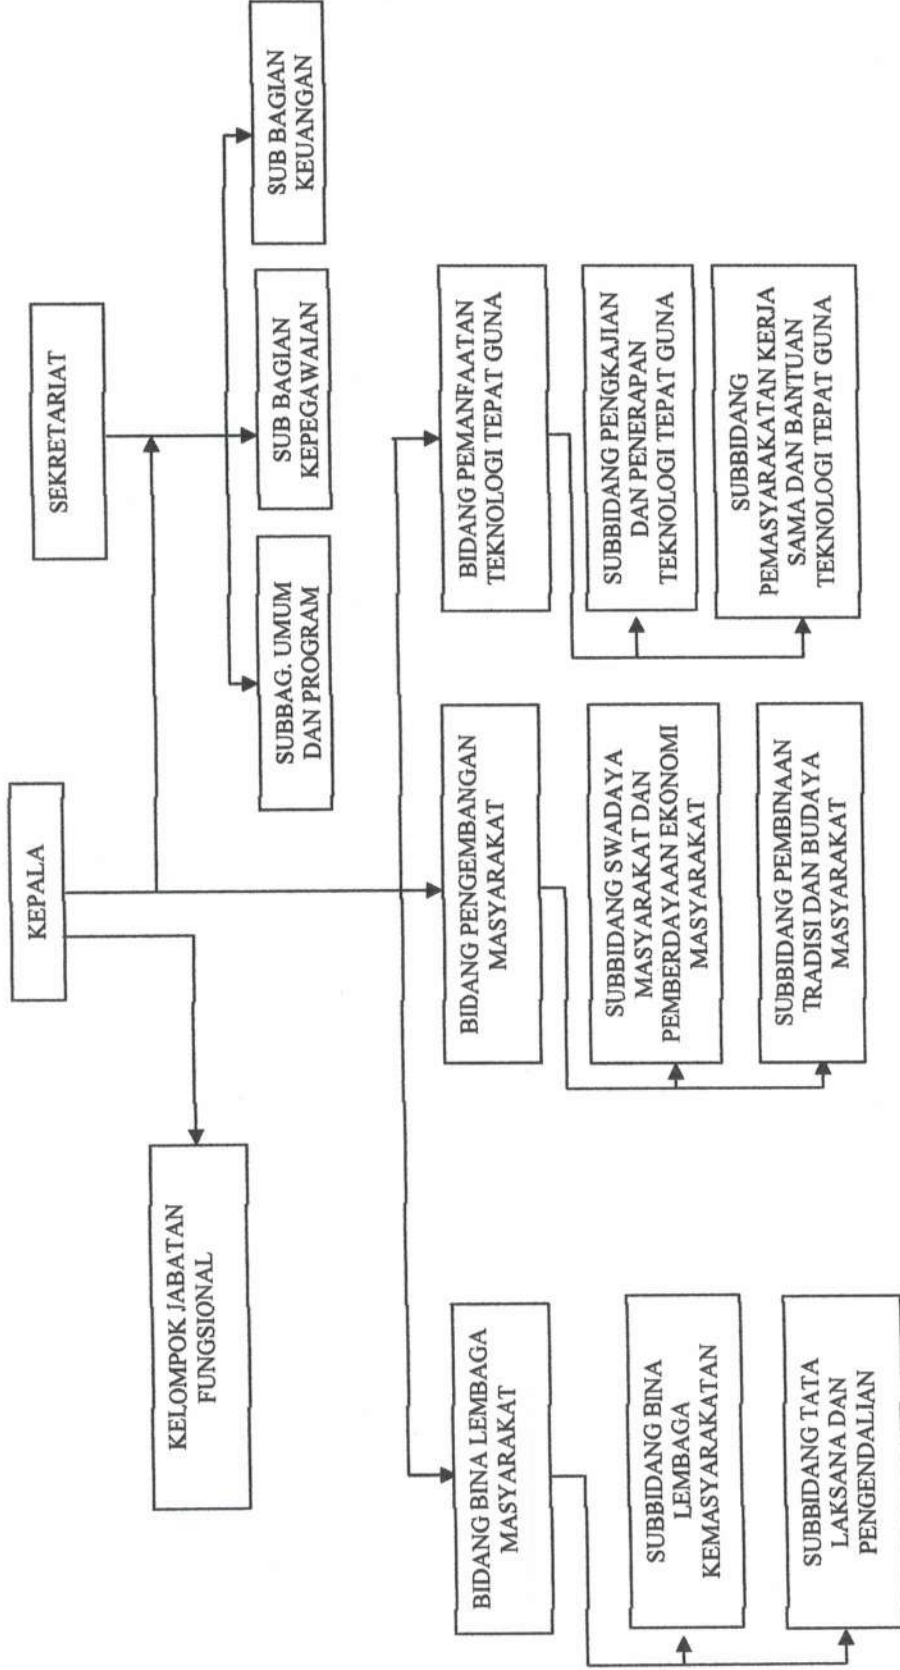 KEPALA
SEKRETARIAT
KELOMPOK JABATAN
FUNGSIONAL
SUBBAG. UMUM
DAN PROGRAM
SUB BAGIAN
KEPEGAWAIAN
SUB BAGIAN
KEUANGAN
BIDANG BINA LEMBAGA
MASYARAKAT
BIDANG PENGEMBANGAN
MASYARAKAT
BIDANG PEMANFAATAN
TEKNOLOGI TEPAT GUNA
SUBBIDANG BINA
LEMBAGA
KEMASYARAKATAN
SUBBIDANG SWADAYA
MASYARAKAT DAN
PEMBERDAYAAN EKONOMI
MASYARAKAT
SUBBIDANG PENGKAJIAN
DAN PENERAPAN
TEKNOLOGI TEPAT GUNA
SUBBIDANG TATA
LAKSANA DAN
PENGENDALIAN
SUBBIDANG PEMBINAAN
TRADISI DAN BUDAYA
MASYARAKAT
SUBBIDANG
PEMASYARAKATAN KERJA
SAMA DAN BANTUAN
TEKNOLOGI TEPAT GUNA